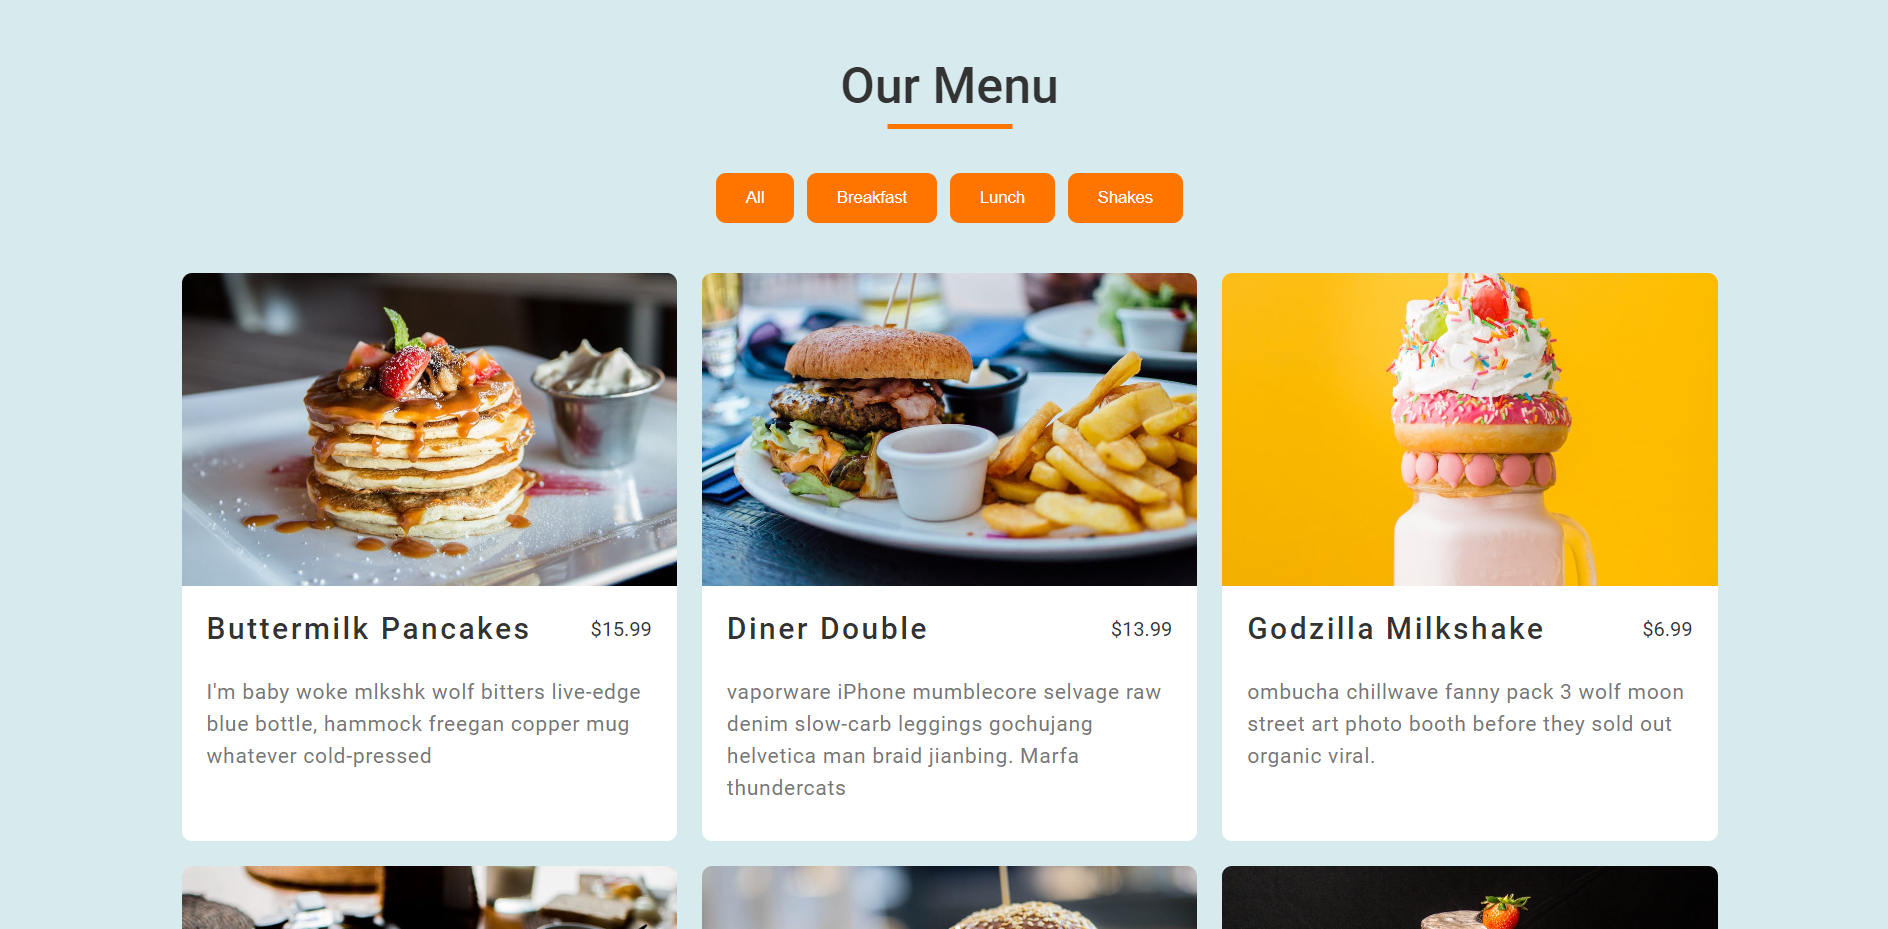 Our Menu
All
Breakfast
Lunch
Shakes
Buttermilk Pancakes
$15.99
I'm baby woke mlkshk wolf bitters live-edge
blue bottle, hammock freegan copper mug
whatever cold-pressed
Diner Double
$13.99
vaporware iPhone mumblecore selvage raw
denim slow-carb leggings gochujang
helvetica man braid jianbing. Marfa
thundercats
Godzilla Milkshake
$6.99
ombucha chillwave fanny pack 3 wolf moon
street art photo booth before they sold out
organic viral.